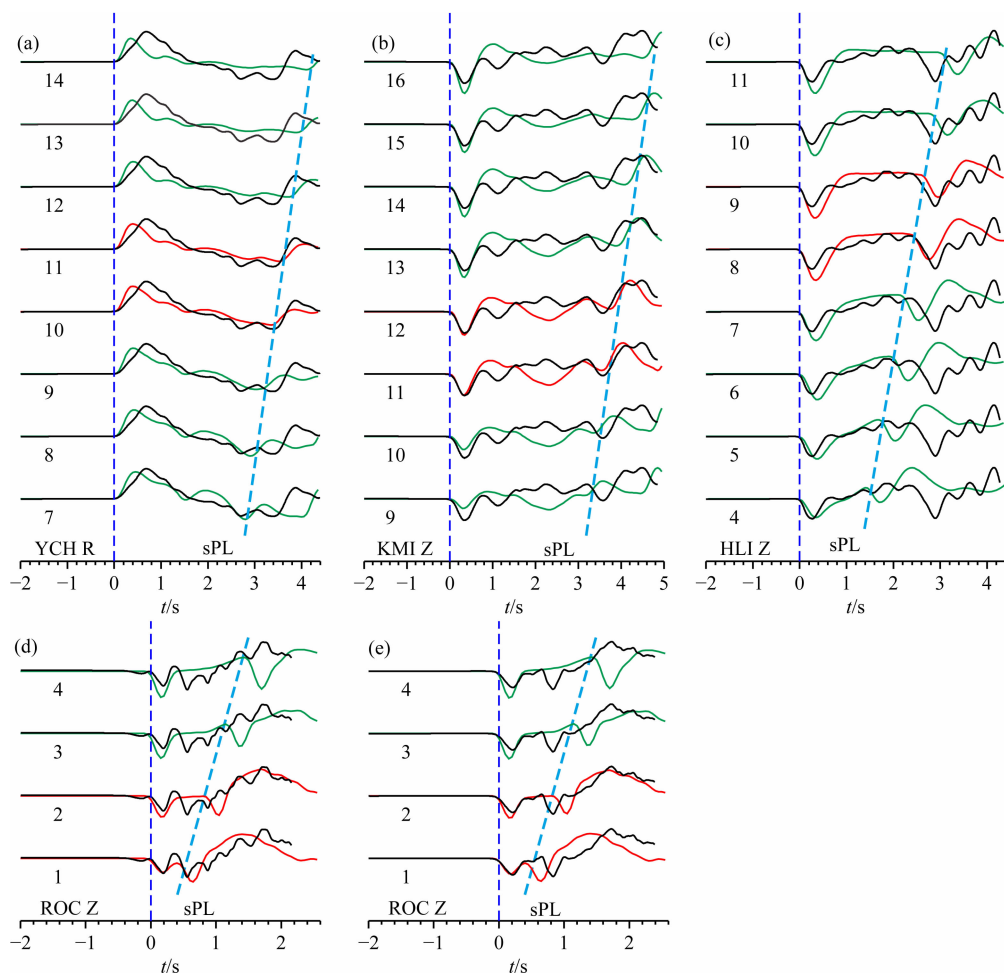 (a)
14
13
12
11
10
9
8
7
YCH R sPL
−2 −1 0 1 2 3 4
t/s
(b)
16
15
14
13
12
11
10
9
KMI Z sPL
−2 −1 0 1 2 3 4 5
t/s
(c)
11
10
9
8
7
6
5
4
HLI Z sPL
−2 −1 0 1 2 3 4
t/s
(d)
4
3
2
1
ROC Z sPL
−2 −1 0 1 2
t/s
(e)
4
3
2
1
ROC Z sPL
−2 −1 0 1 2
t/s